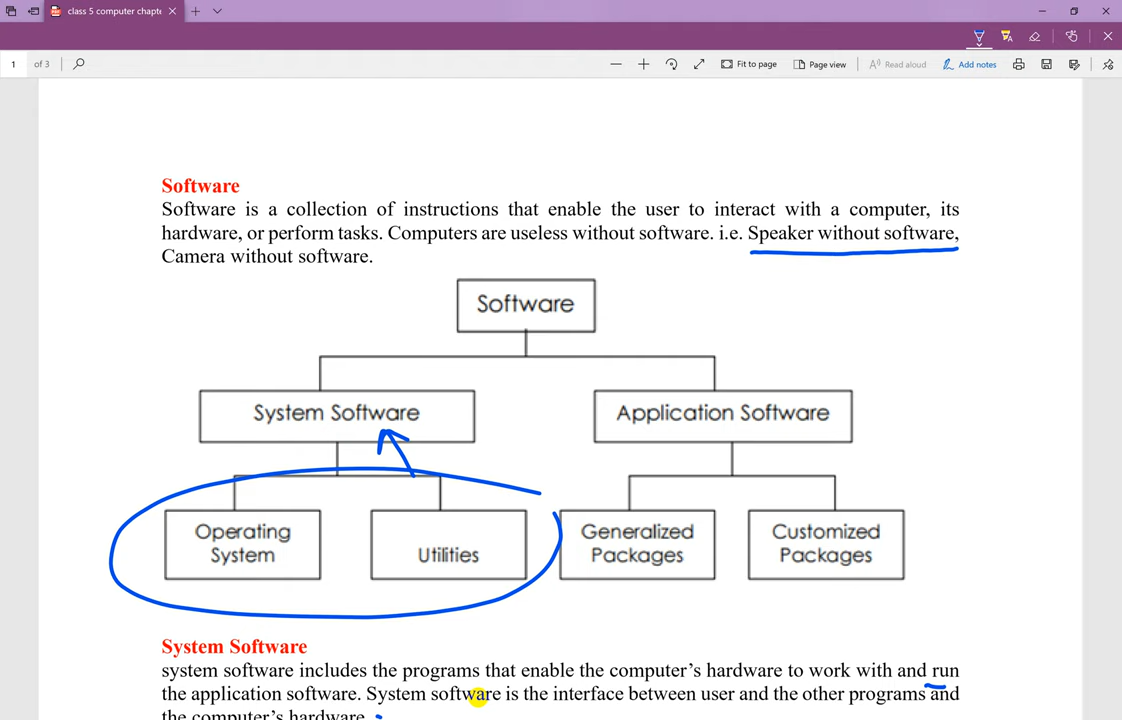 class 5 computer chapte
1 of 3
Fit to page
Page view
Read aloud
Add notes
Software
Software is a collection of instructions that enable the user to interact with a computer, its
hardware, or perform tasks. Computers are useless without software. i.e. Speaker without software,
Camera without software.
Software
System Software
Application Software
Operating
System
Utilities
Generalized
Packages
Customized
Packages
System Software
system software includes the programs that enable the computer's hardware to work with and run
the application software. System software is the interface between user and the other programs and
the computer's hardware.